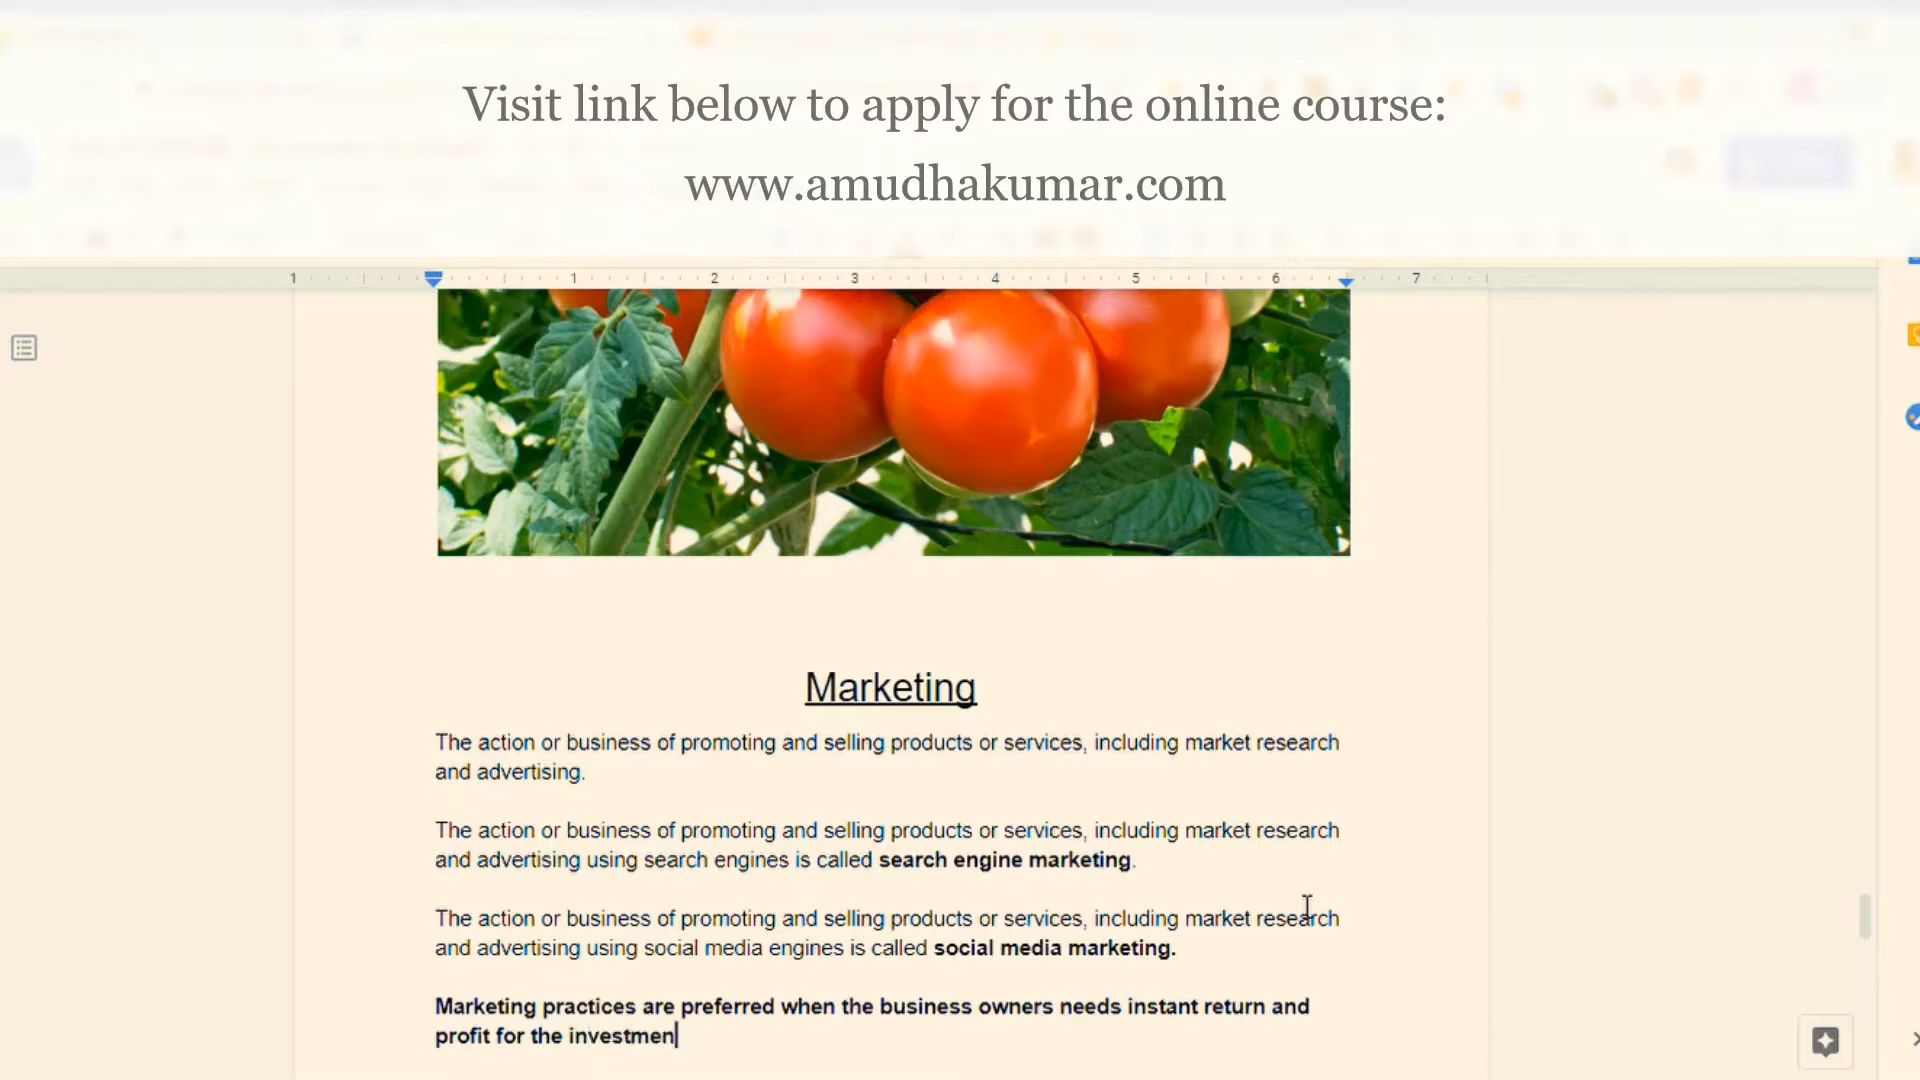 Visit link below to apply for the online course:
www.amudhakumar.com
1 1 2 3 4 5 6 7
Marketing
The action or business of promoting and selling products or services, including market research
and advertising.
The action or business of promoting and selling products or services, including market research
and advertising using search engines is called search engine marketing.
The action or business of promoting and selling products or services, including market research
and advertising using social media engines is called social media marketing.
Marketing practices are preferred when the business owners needs instant return and
profit for the investmen